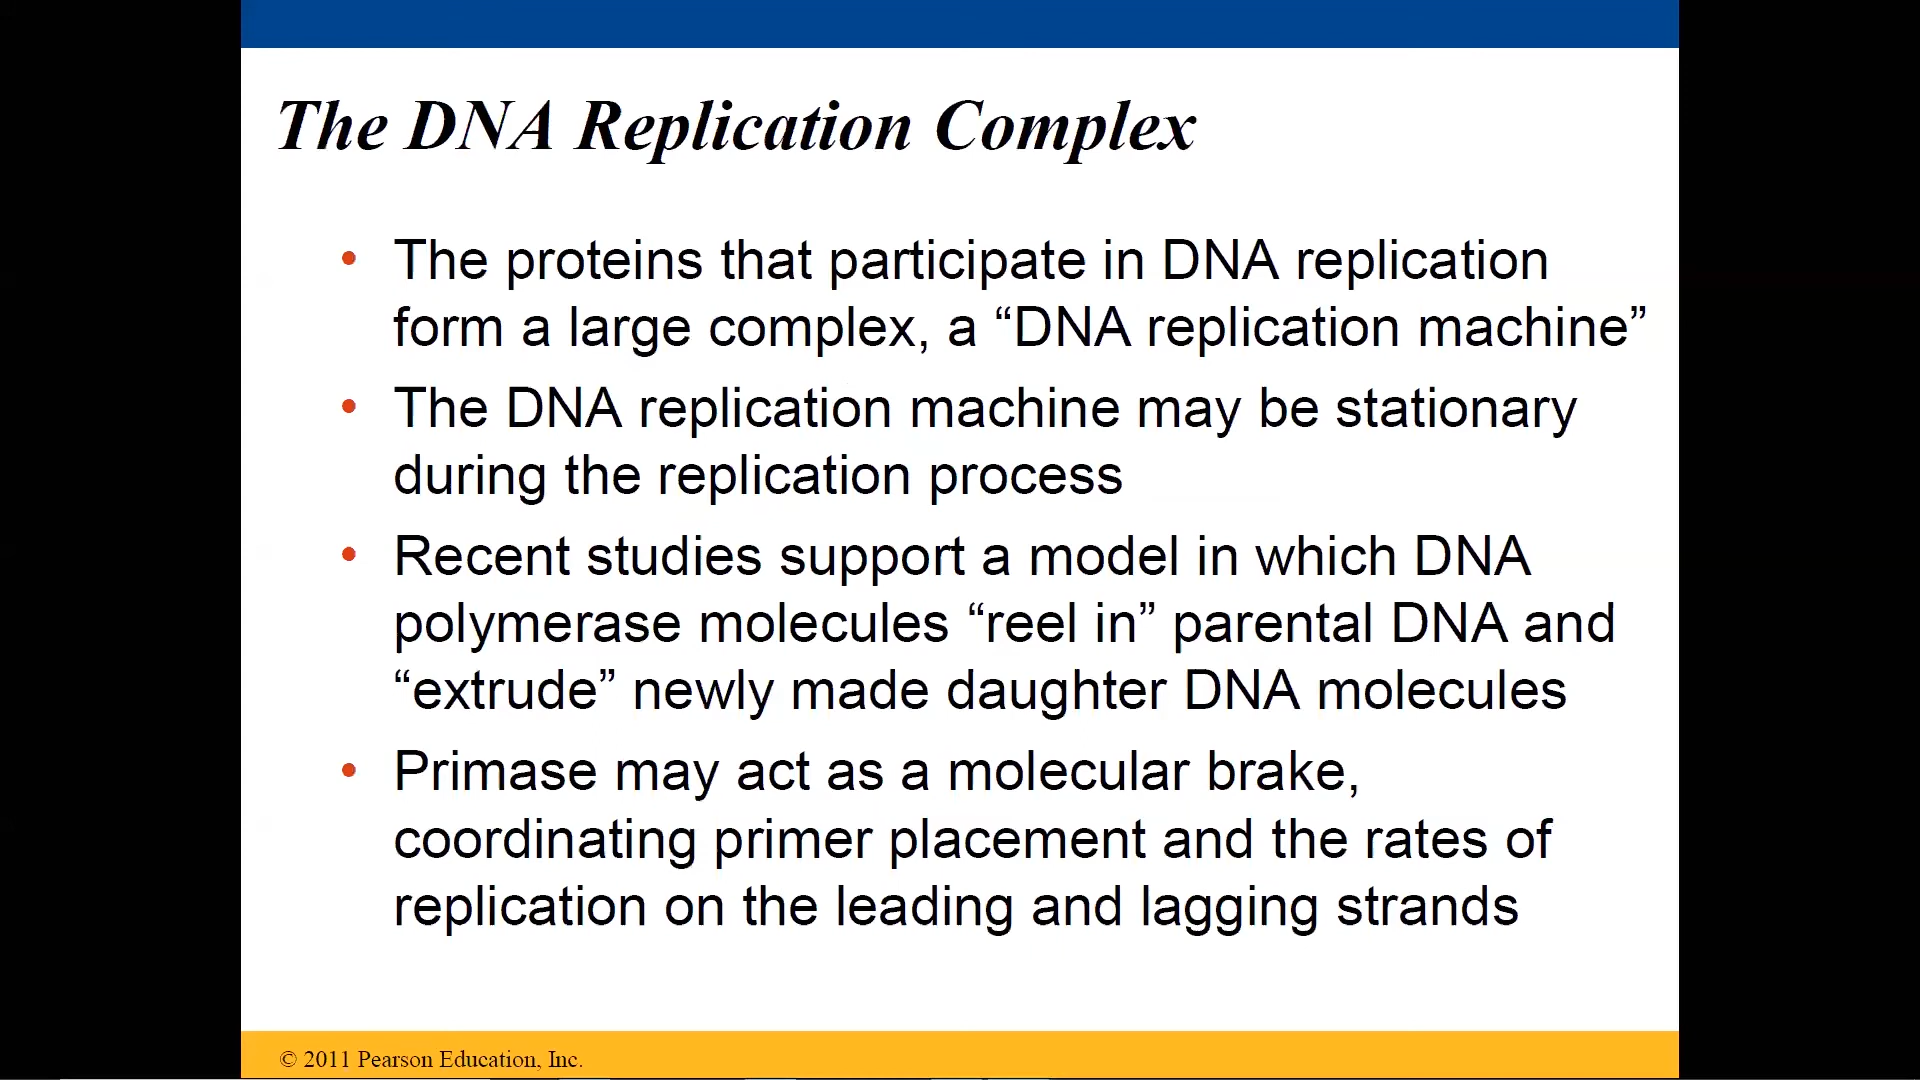 The DNA Replication Complex
• The proteins that participate in DNA replication
form a large complex, a “DNA replication machine”
• The DNA replication machine may be stationary
during the replication process
• Recent studies support a model in which DNA
polymerase molecules “reel in” parental DNA and
“extrude” newly made daughter DNA molecules
• Primase may act as a molecular brake,
coordinating primer placement and the rates of
replication on the leading and lagging strands
© 2011 Pearson Education, Inc.